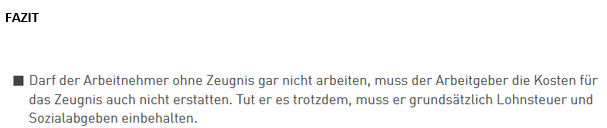 FAZIT
■ Darf der Arbeitnehmer ohne Zeugnis gar nicht arbeiten, muss der Arbeitgeber die Kosten für
das Zeugnis auch nicht erstatten. Tut er es trotzdem, muss er grundsätzlich Lohnsteuer und
Sozialabgaben einbehalten.